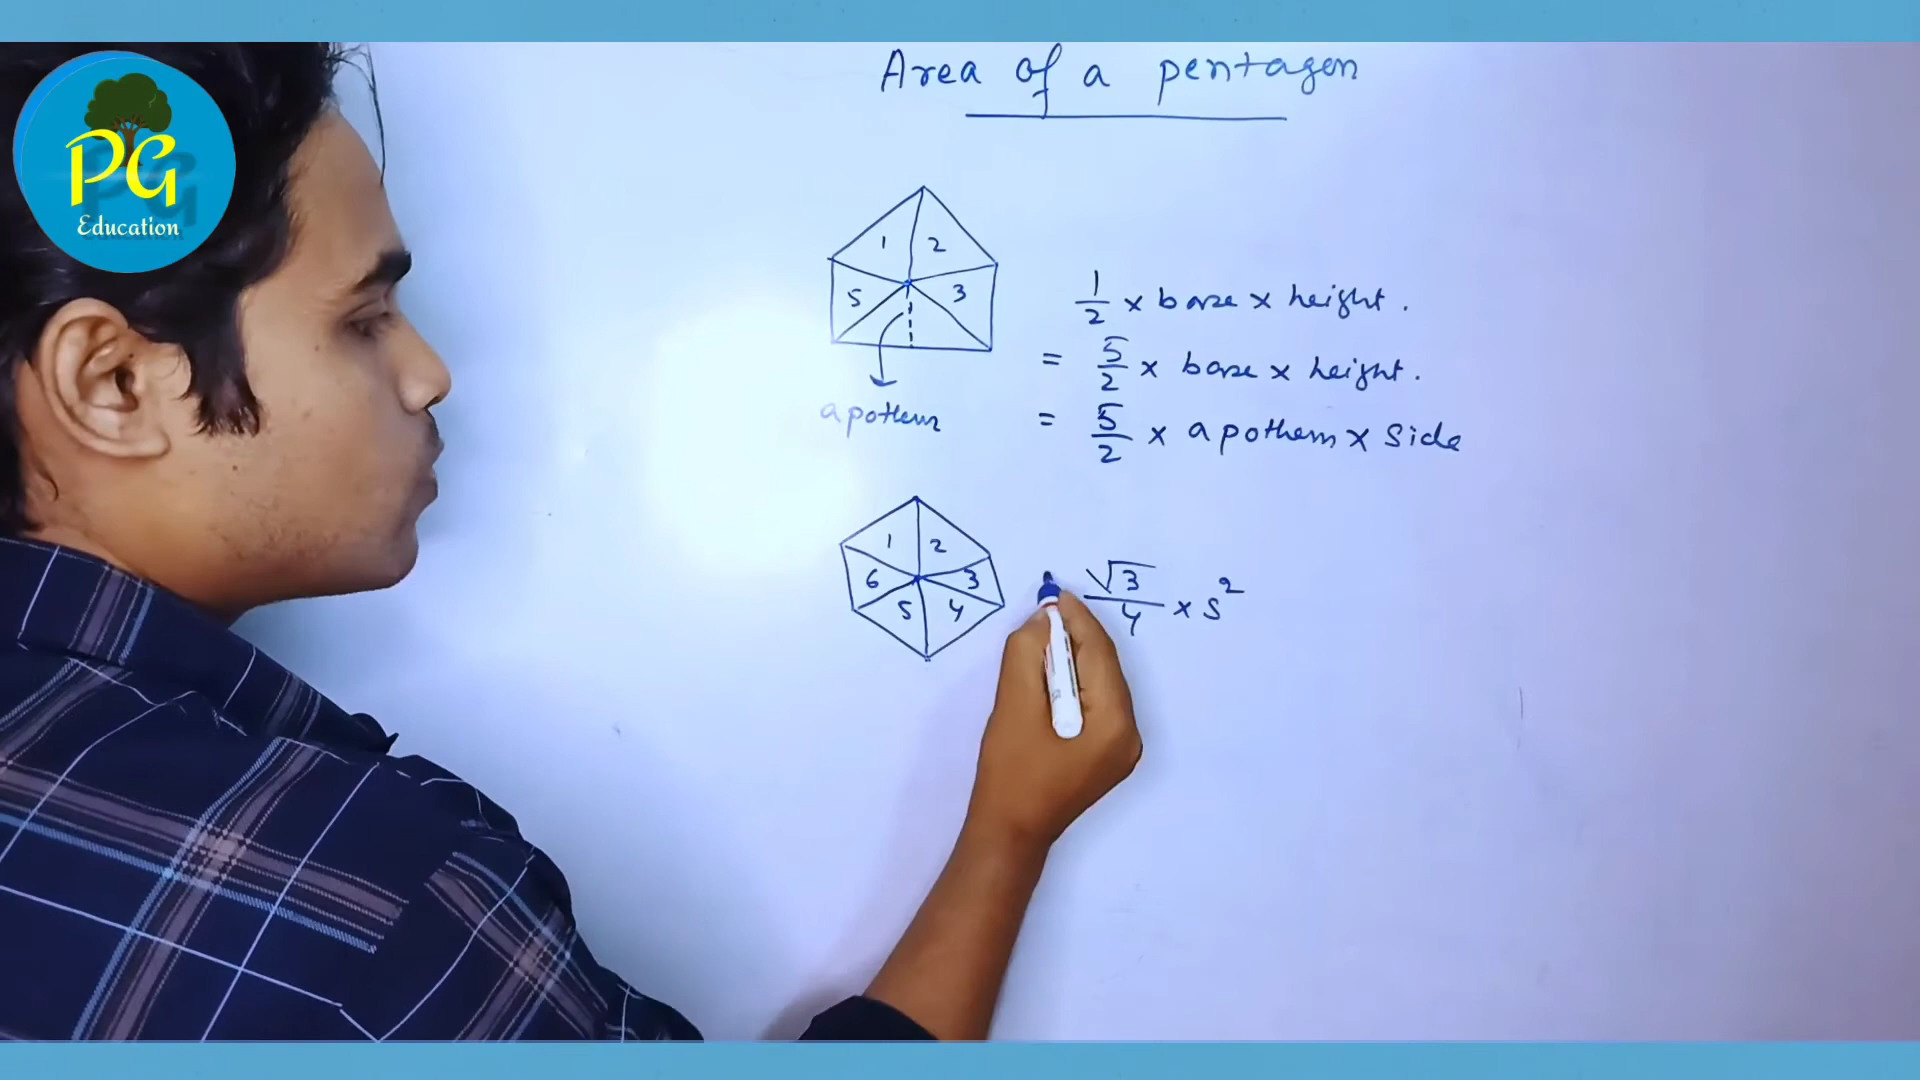 PG
Education
Area of a pentagon
1 2
5 3
1/2 × base × height.
= 5/2 × base × height.
apothem
= 5/2 × apothem × side
1 2
6 3
5 4
√3/4 × s²